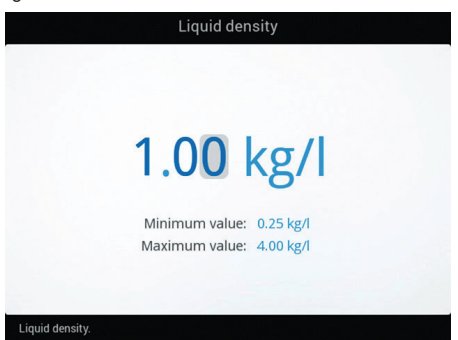 Liquid density
1.00 kg/l
Minimum value: 0.25 kg/l
Maximum value: 4.00 kg/l
Liquid density.